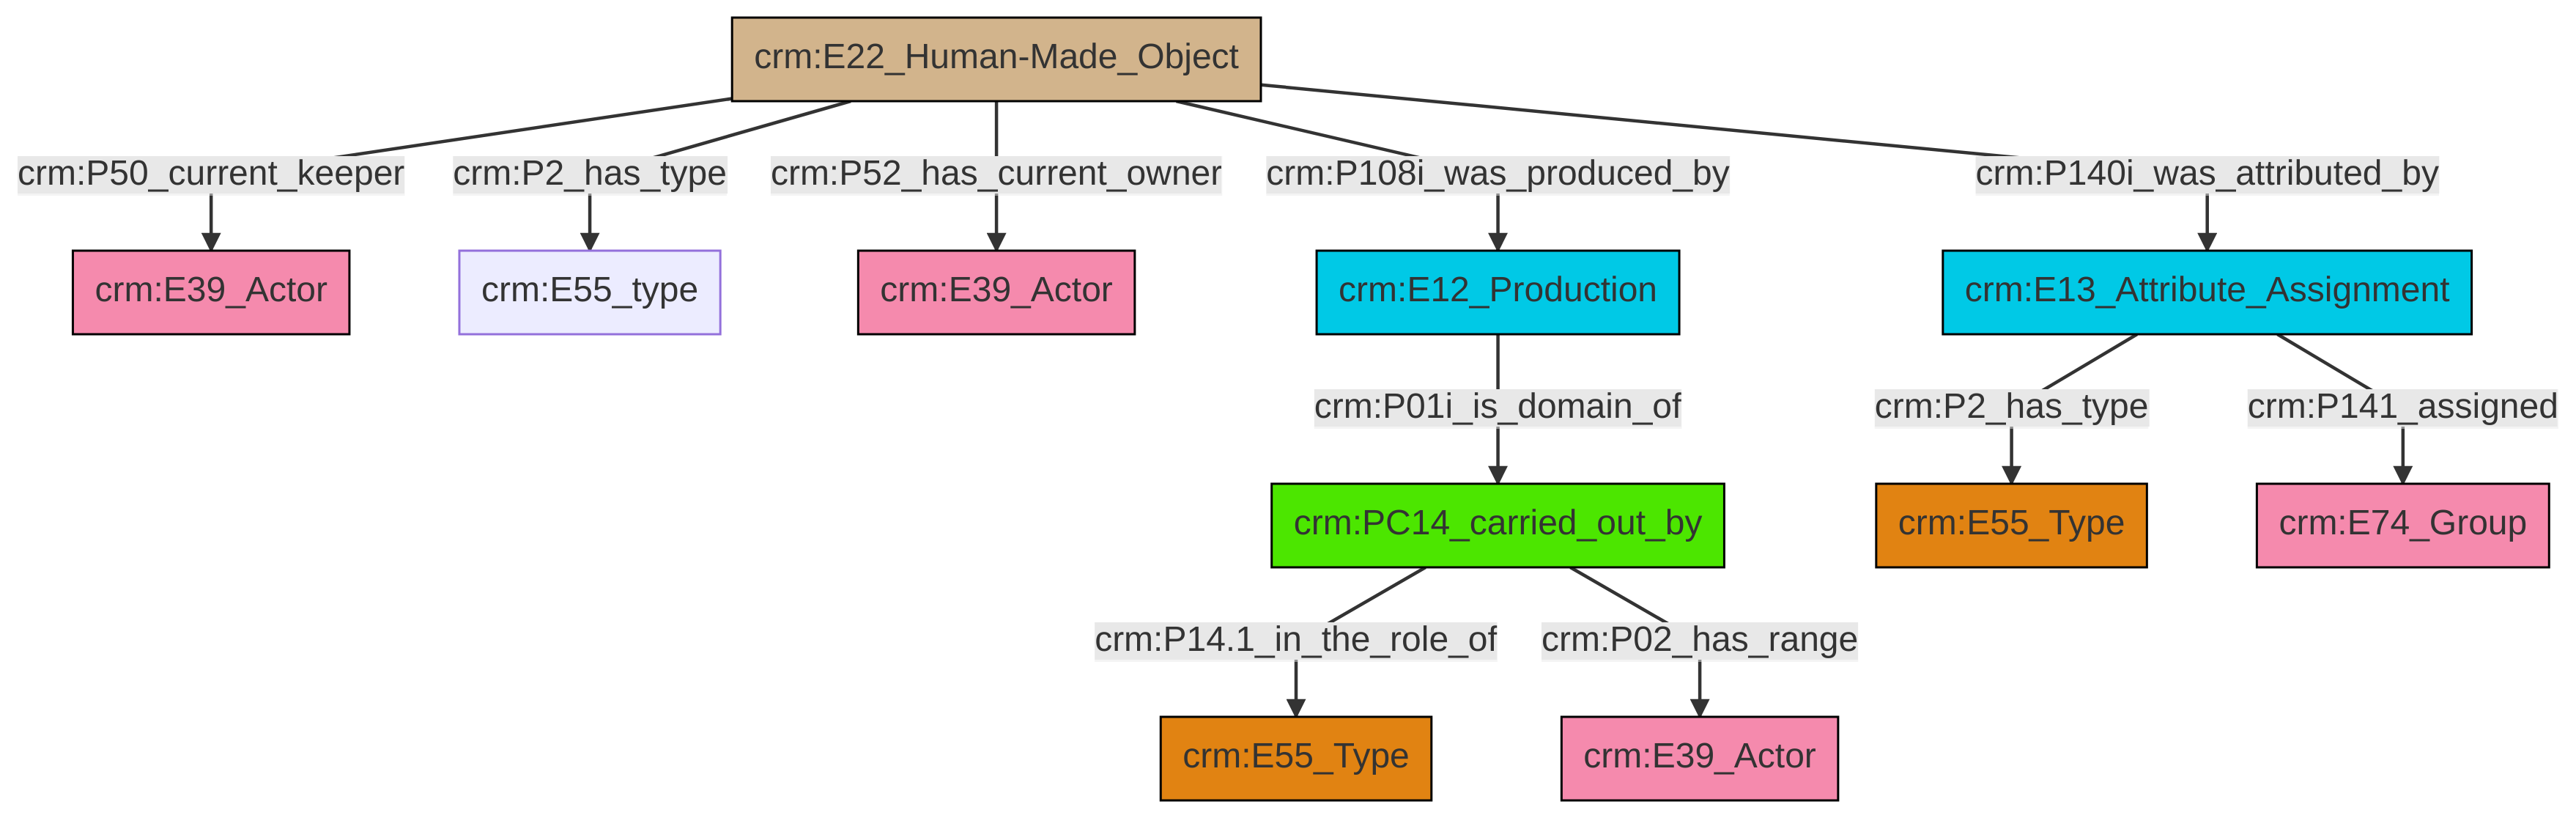 crm:E22_Human-Made_Object
crm:P50_current_keeper
crm:P2_has_type
crm:P52_has_current_owner
crm:P108i_was_produced_by
crm:P140i_was_attributed_by
crm:E39_Actor
crm:E55_type
crm:E39_Actor
crm:E12_Production
crm:E13_Attribute_Assignment
crm:P01i_is_domain_of
crm:P2_has_type
crm:P141_assigned
crm:PC14_carried_out_by
crm:E55_Type
crm:E74_Group
crm:P14.1_in_the_role_of
crm:P02_has_range
crm:E55_Type
crm:E39_Actor